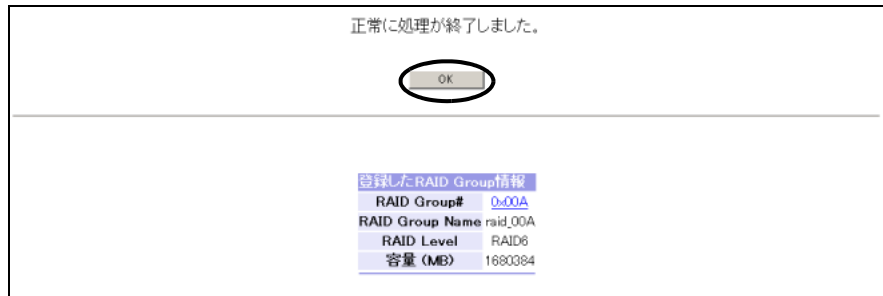 正常に処理が終了しました。
OK
登録したRAID Group情報
RAID Group# 0x00A
RAID Group Name raid_00A
RAID Level RAID6
容量 (MB) 1680384